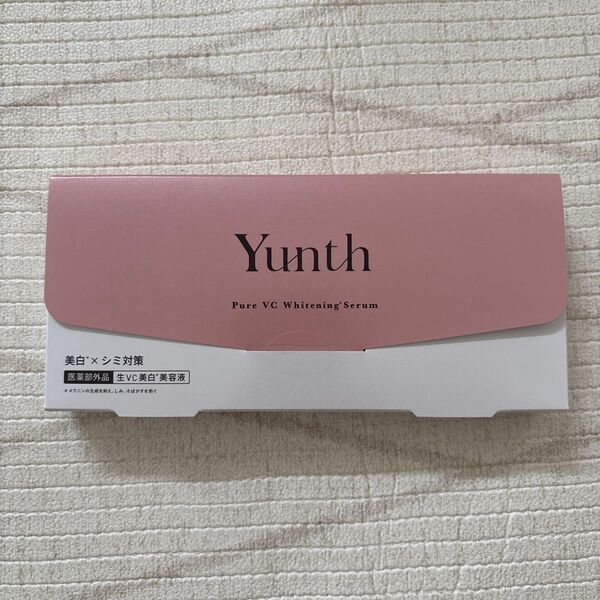 Yunth
Pure VC Whitening*Serum
美白*×シミ対策
医薬部外品 生VC美白*美容液
*メラニンの生成を抑え、しみ、そばかすを防ぐ